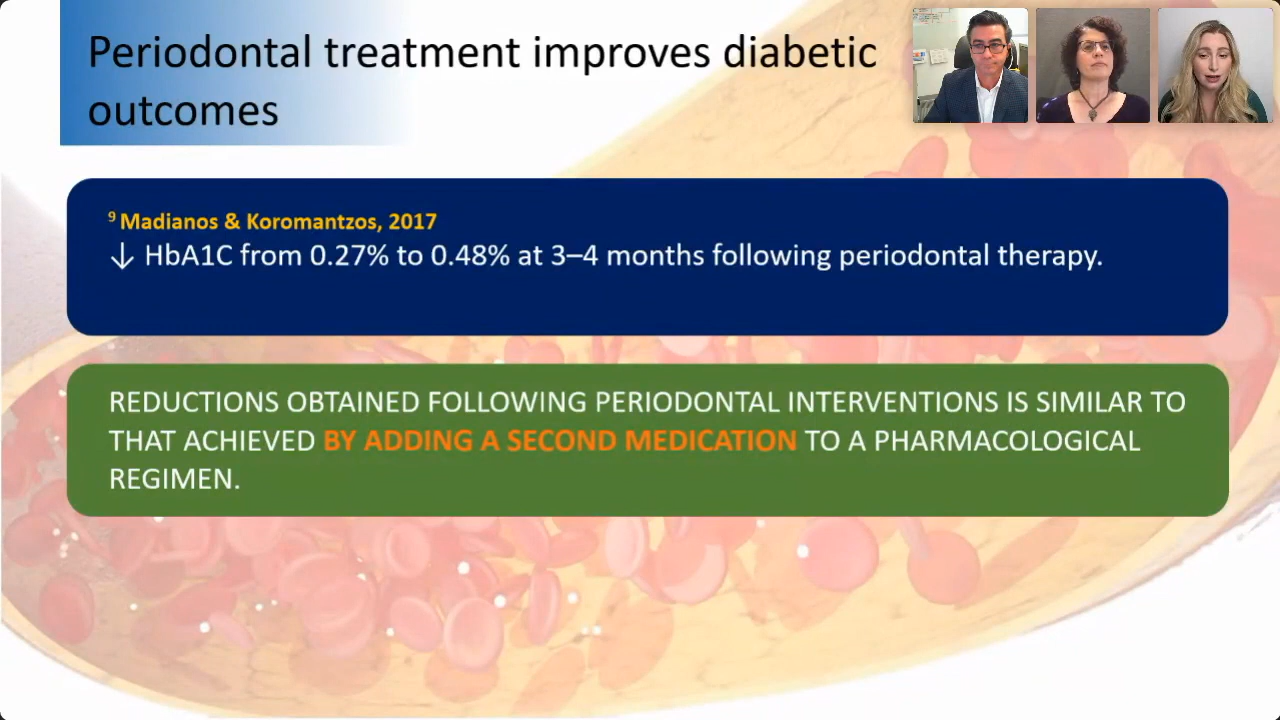 Periodontal treatment improves diabetic
outcomes
⁹ Madianos & Koromantzos, 2017
↓ HbA1C from 0.27% to 0.48% at 3–4 months following periodontal therapy.
REDUCTIONS OBTAINED FOLLOWING PERIODONTAL INTERVENTIONS IS SIMILAR TO
THAT ACHIEVED BY ADDING A SECOND MEDICATION TO A PHARMACOLOGICAL
REGIMEN.